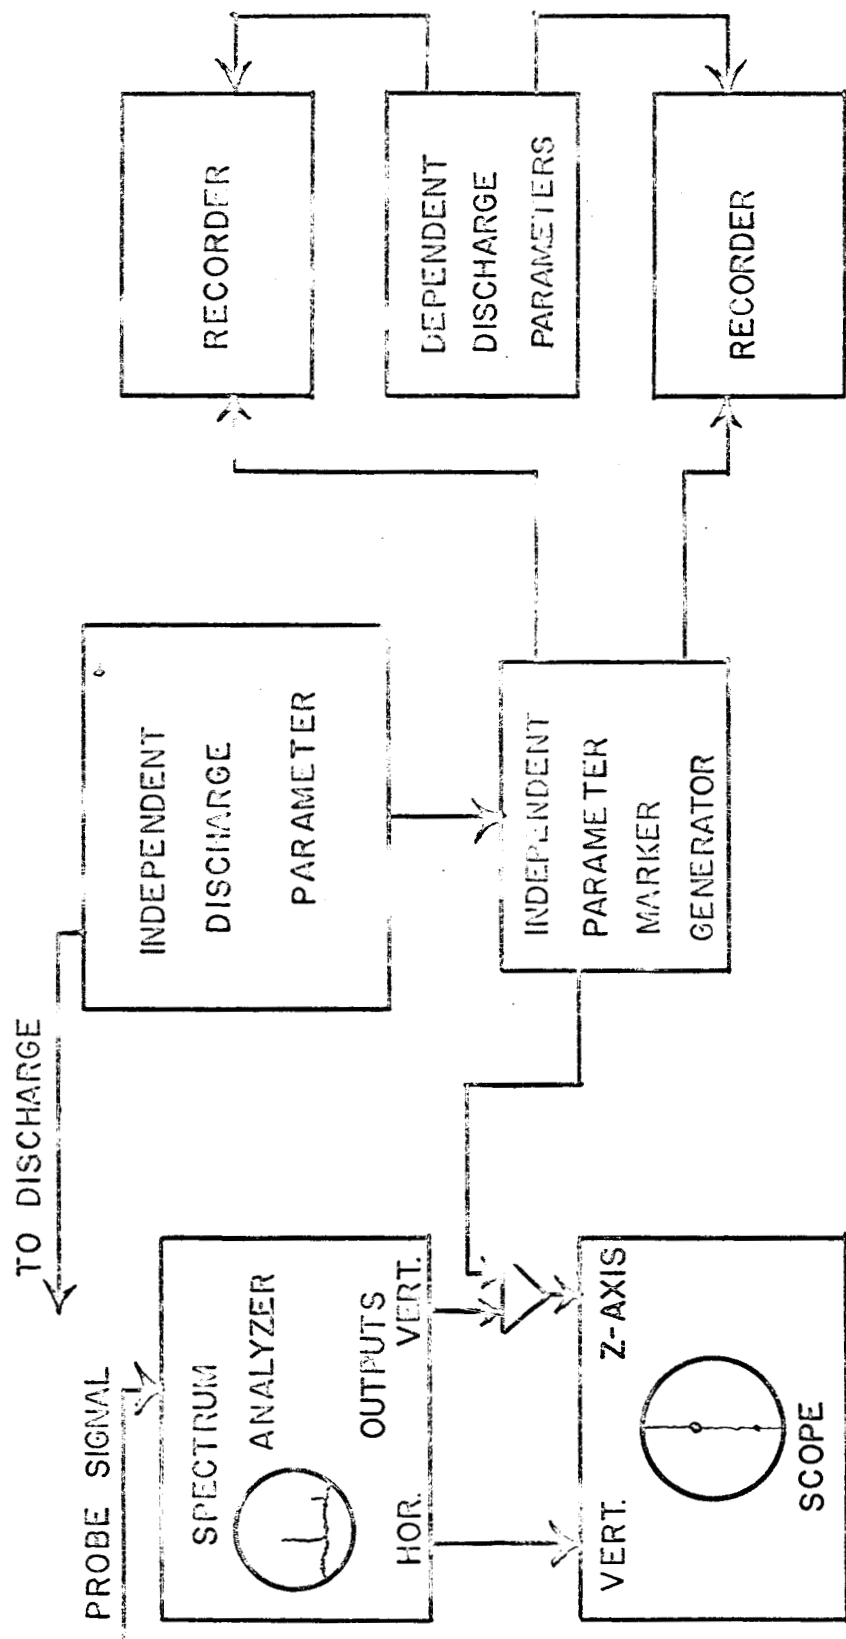 TO DISCHARGE
PROBE SIGNAL
SPECTRUM
ANALYZER
OUTPUTS
HOR.
VERT.
VERT.
Z-AXIS
SCOPE
INDEPENDENT
DISCHARGE
PARAMETER
INDEPENDENT
PARAMETER
MARKER
GENERATOR
RECORDER
DEPENDENT
DISCHARGE
PARAMETERS
RECORDER